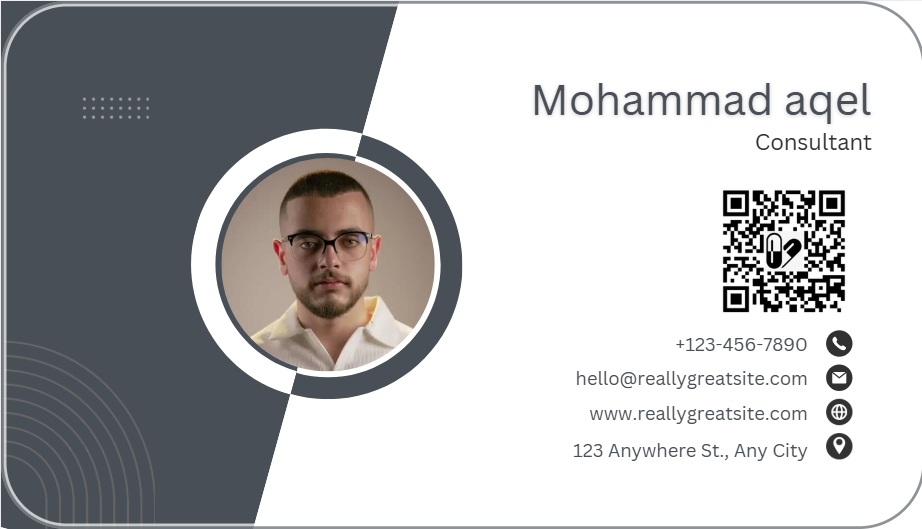 Mohammad aqel
Consultant
+123-456-7890
hello@reallygreatsite.com
www.reallygreatsite.com
123 Anywhere St., Any City